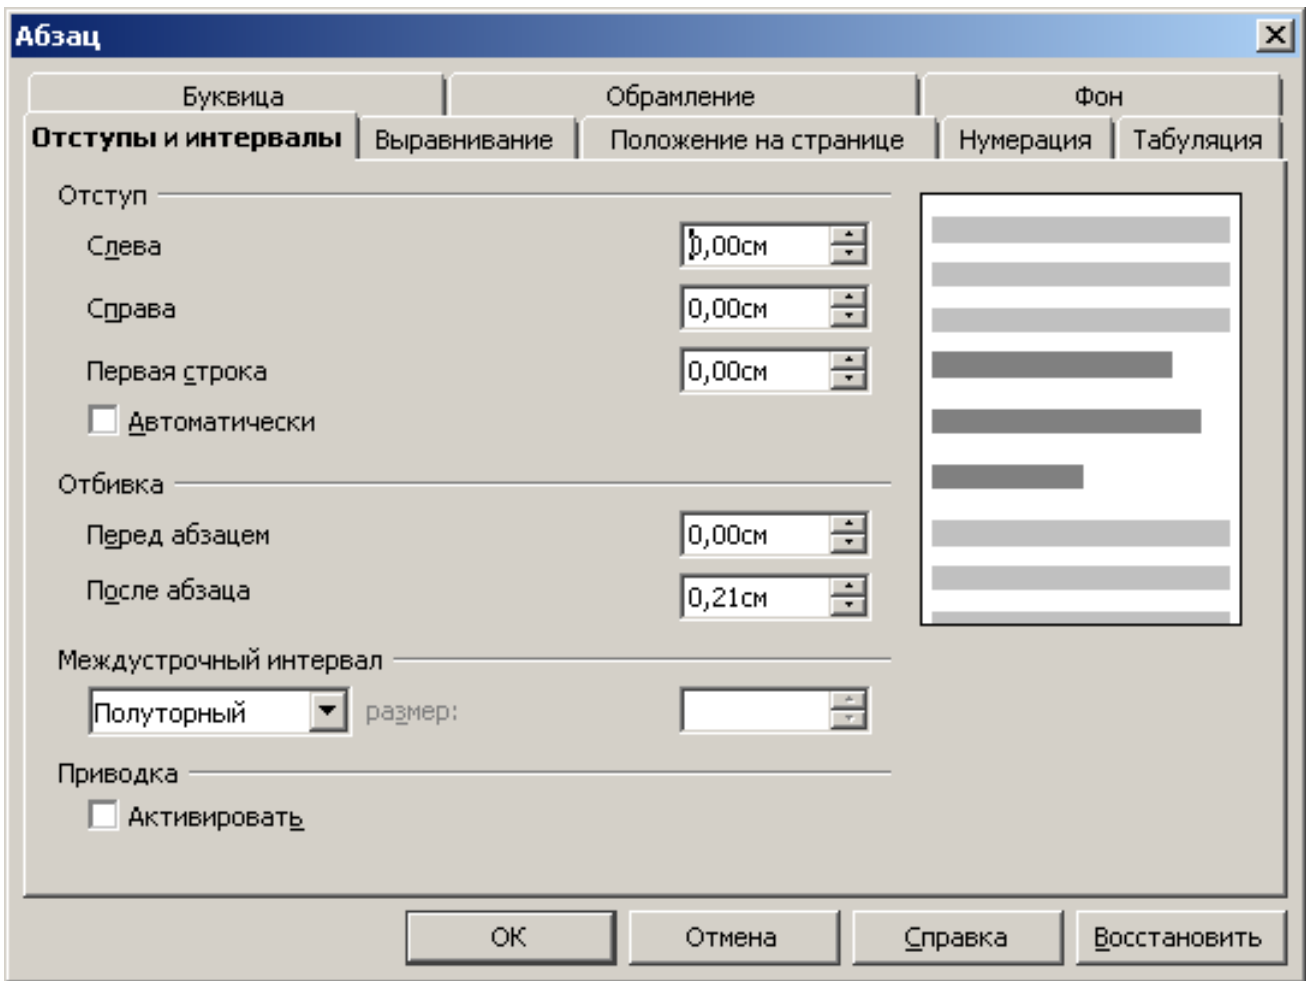 Абзац
Буквица Обрамление Фон
Отступы и интервалы Выравнивание Положение на странице Нумерация Табуляция
Отступ
Слева 0,00см
Справа 0,00см
Первая строка 0,00см
Автоматически
Отбивка
Перед абзацем 0,00см
После абзаца 0,21см
Междустрочный интервал
Полуторный размер:
Приводка
Активировать
ОК Отмена Справка Восстановить